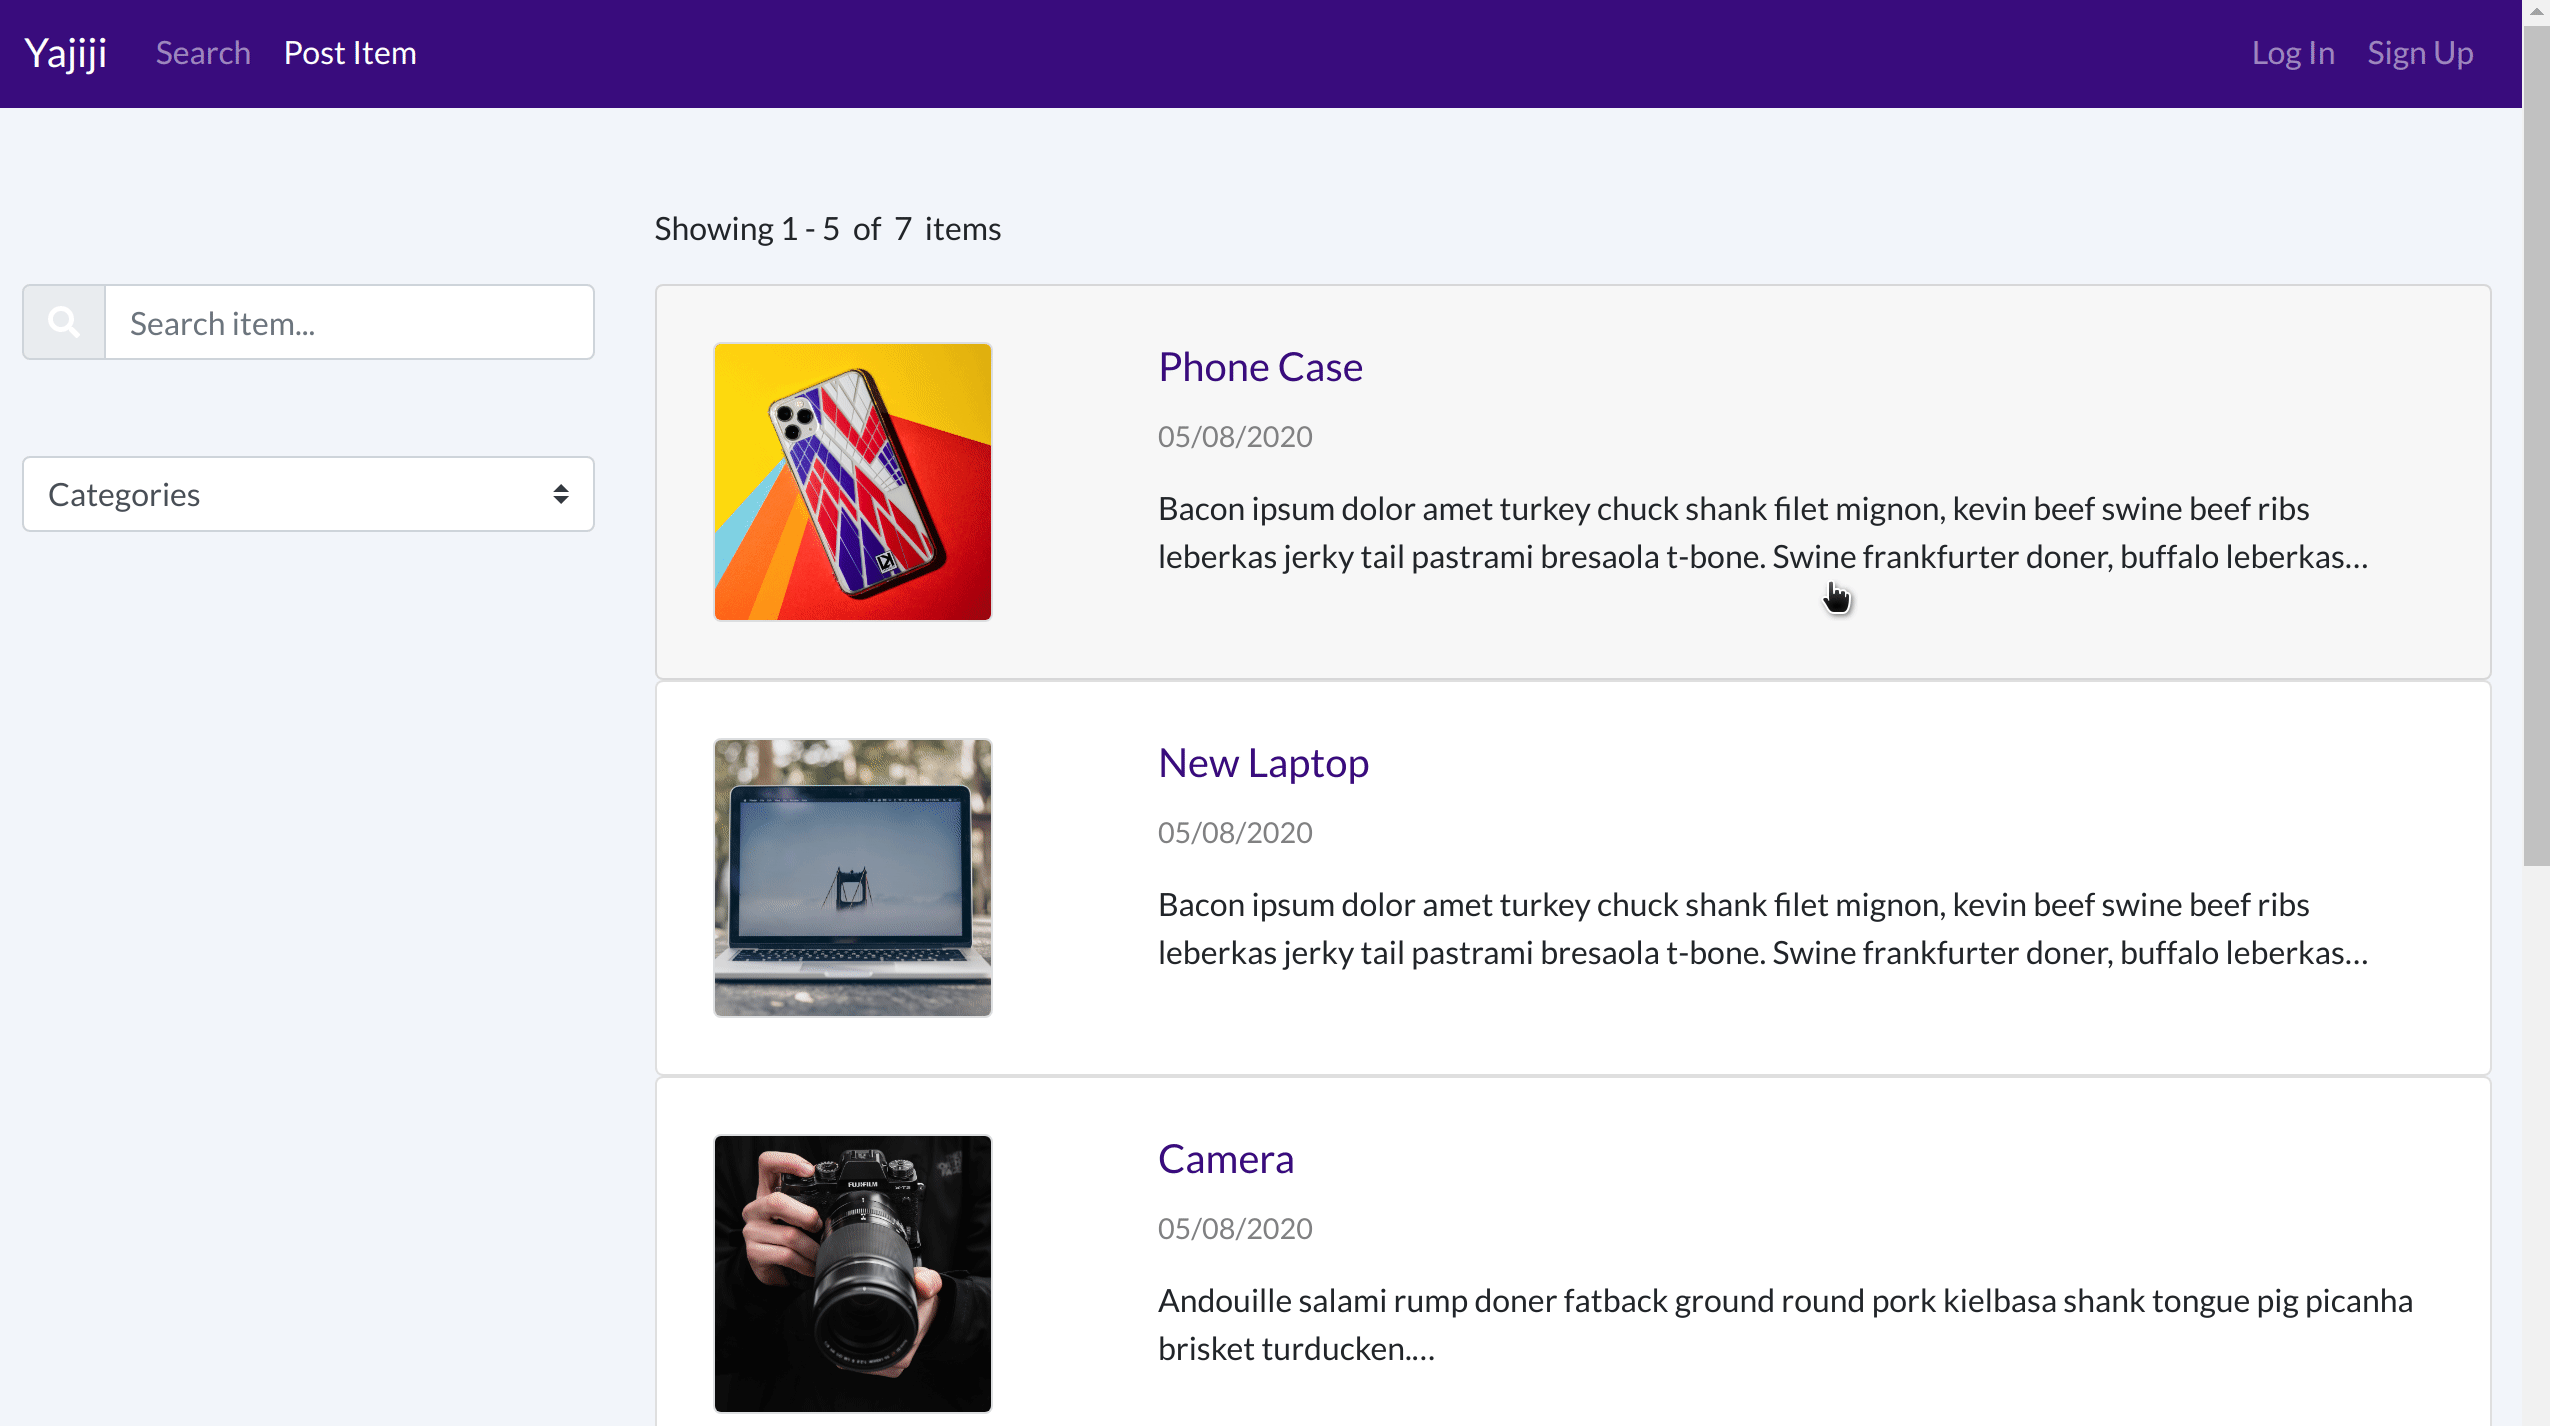 Yajiji Search Post Item Log In Sign Up
Showing 1 - 5 of 7 items
Search item...
Categories
Phone Case
05/08/2020
Bacon ipsum dolor amet turkey chuck shank filet mignon, kevin beef swine beef ribs
leberkas jerky tail pastrami bresaola t-bone. Swine frankfurter doner, buffalo leberkas...
New Laptop
05/08/2020
Bacon ipsum dolor amet turkey chuck shank filet mignon, kevin beef swine beef ribs
leberkas jerky tail pastrami bresaola t-bone. Swine frankfurter doner, buffalo leberkas...
FUJIFILM
X-T3
Camera
05/08/2020
Andouille salami rump doner fatback ground round pork kielbasa shank tongue pig picanha
brisket turducken....